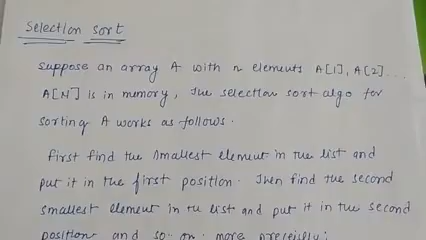 Selection sort
Suppose an array A with n elements A[1], A[2]...
A[N] is in memory, The selection sort algo for
sorting A works as follows.
First find the smallest element in the list and
put it in the first position. Then find the second
smallest element in the list and put it in the second
position and so on. more precisely: